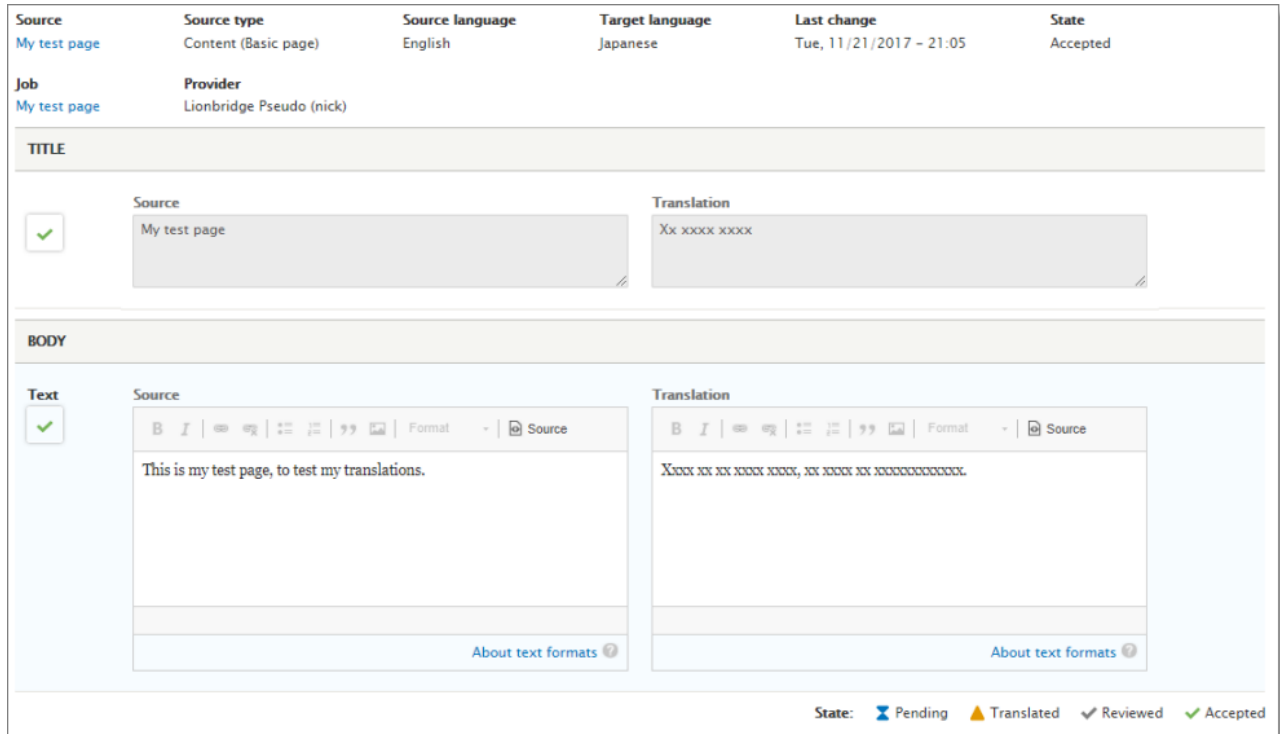 Source Source type Source language Target language Last change State
My test page Content (Basic page) English Japanese Tue, 11/21/2017 - 21:05 Accepted
Job Provider
My test page Lionbridge Pseudo (nick)
TITLE
Source Translation
My test page Xx xxxx xxxx
BODY
Text Source Translation
B I Format Source B I Format Source
This is my test page, to test my translations. Xxxx xx xx xxxx xxxx, xx xxxx xx xxxxxxxxxxxx.
About text formats ? About text formats ?
State: Pending Translated Reviewed Accepted